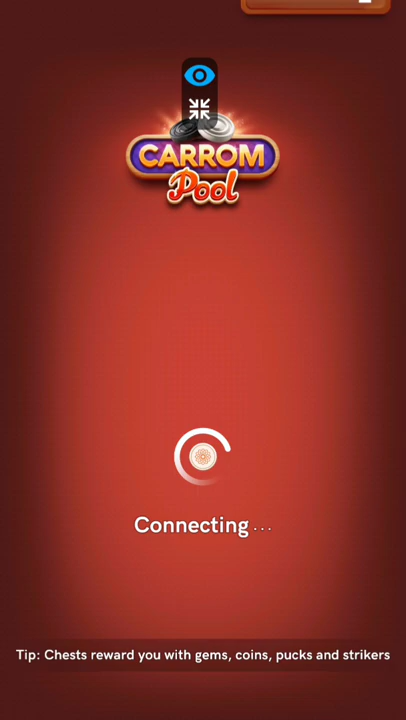 CARROM
Pool
Connecting...
Tip: Chests reward you with gems, coins, pucks and strikers